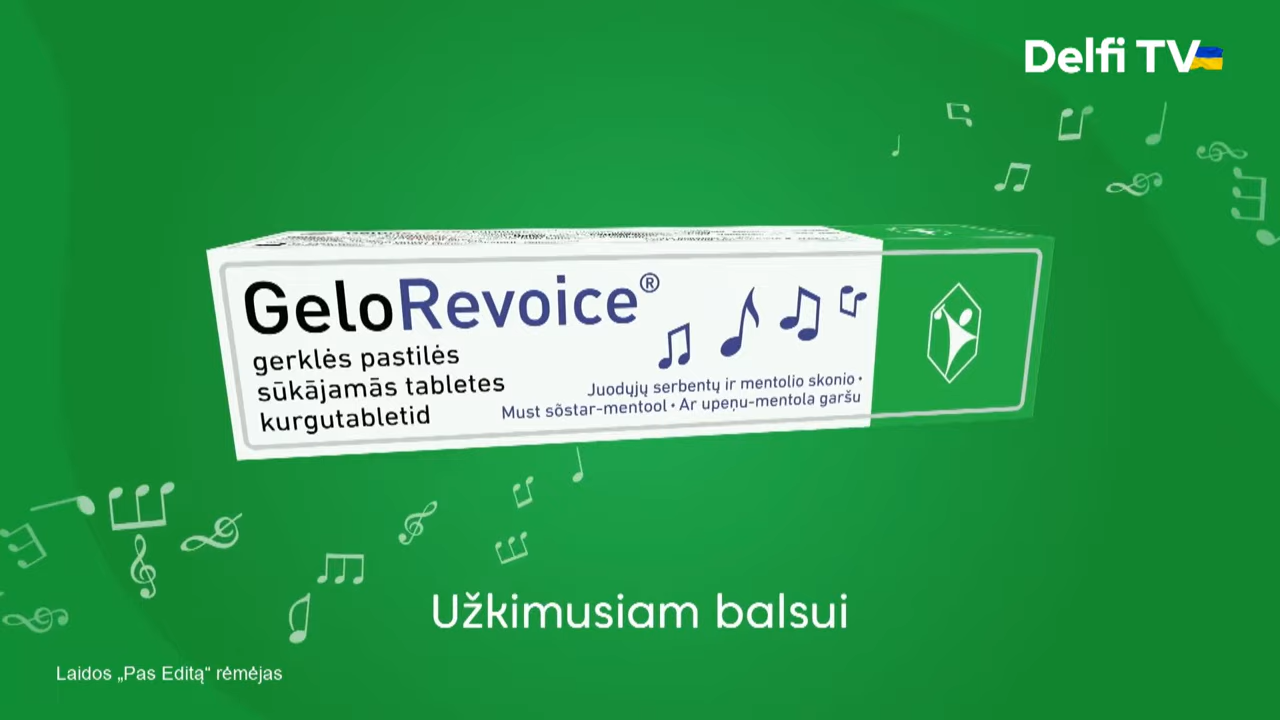 Delfi TV
GeloRevoice®
gerklės pastilės
sūkājamās tabletes
kurgutabletid
Juodųjų serbentų ir mentolio skonio •
Must sõstar-mentool • Ar upeņu-mentola garšu
Užkimusiam balsui
Laidos „Pas Editą“ rėmėjas